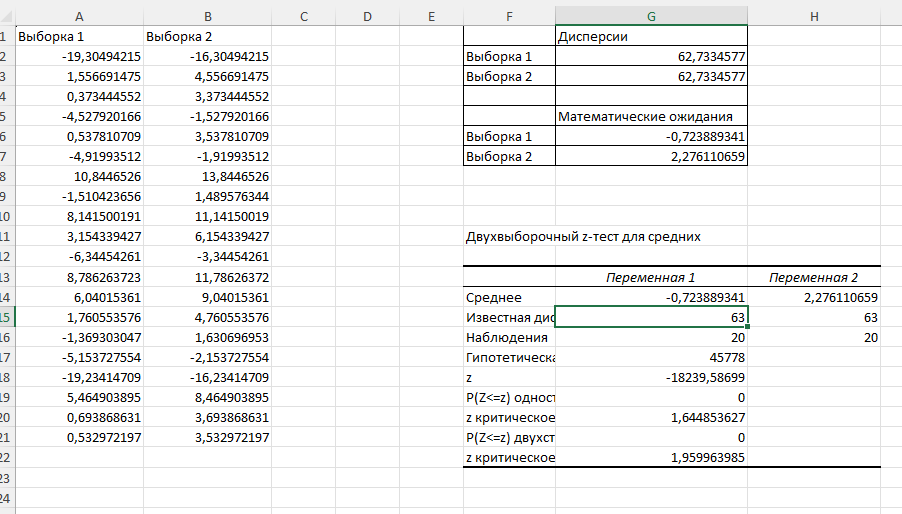 A B C D E F G H
1 Выборка 1 Выборка 2 Дисперсии
2 -19,30494215 -16,30494215 Выборка 1 62,7334577
3 1,556691475 4,556691475 Выборка 2 62,7334577
4 0,373444552 3,373444552
5 -4,527920166 -1,527920166 Математические ожидания
6 0,537810709 3,537810709 Выборка 1 -0,723889341
7 -4,91993512 -1,91993512 Выборка 2 2,276110659
8 10,8446526 13,8446526
9 -1,510423656 1,489576344
10 8,141500191 11,14150019
11 3,154339427 6,154339427 Двухвыборочный z-тест для средних
12 -6,34454261 -3,34454261
13 8,786263723 11,78626372 Переменная 1 Переменная 2
14 6,04015361 9,04015361 Среднее -0,723889341 2,276110659
15 1,760553576 4,760553576 Известная дис 63 63
16 -1,369303047 1,630696953 Наблюдения 20 20
17 -5,153727554 -2,153727554 Гипотетическа 45778
18 -19,23414709 -16,23414709 z -18239,58699
19 5,464903895 8,464903895 P(Z<=z) одност 0
20 0,693868631 3,693868631 z критическое 1,644853627
21 0,532972197 3,532972197 P(Z<=z) двухст 0
22 z критическое 1,959963985
23
24